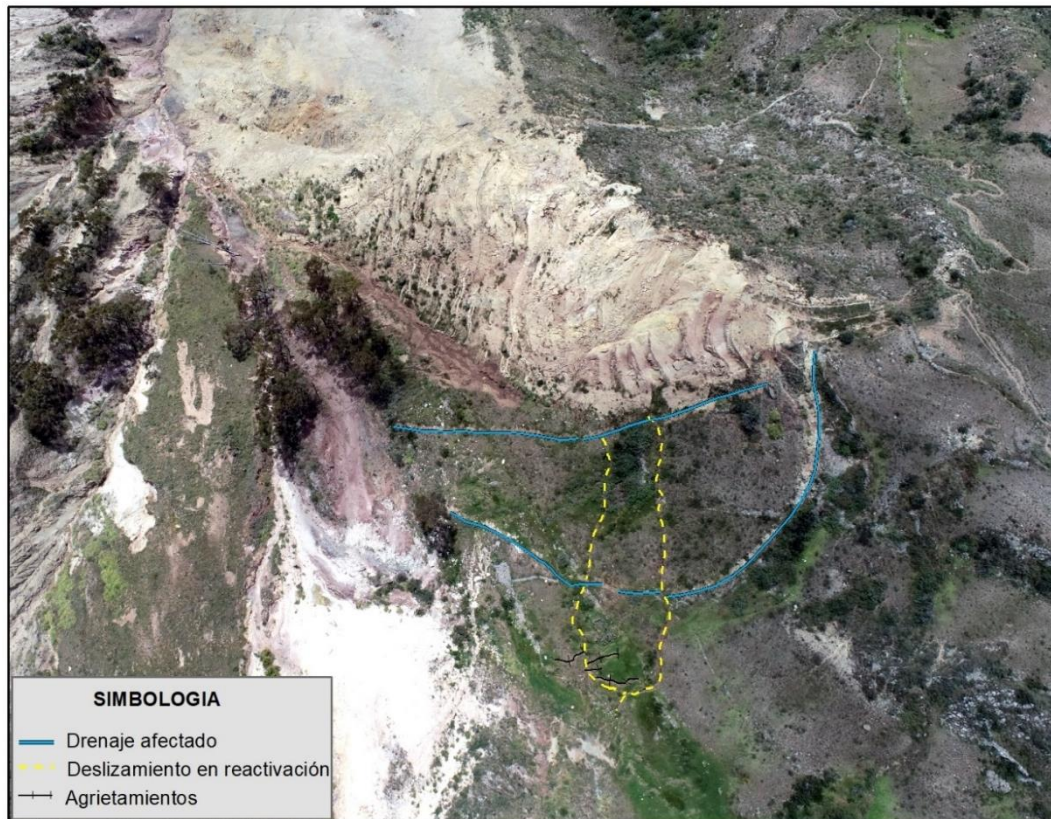 SIMBOLOGIA
Drenaje afectado
Deslizamiento en reactivación
Agrietamientos